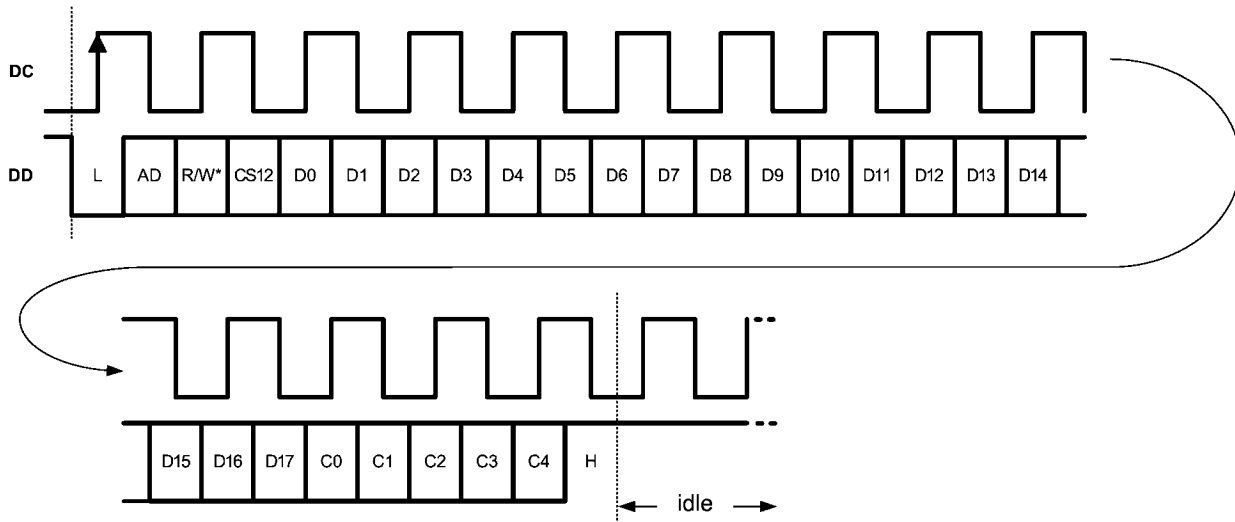 DC
DD L AD R/W* CS12 D0 D1 D2 D3 D4 D5 D6 D7 D8 D9 D10 D11 D12 D13 D14
D15 D16 D17 C0 C1 C2 C3 C4 H
idle